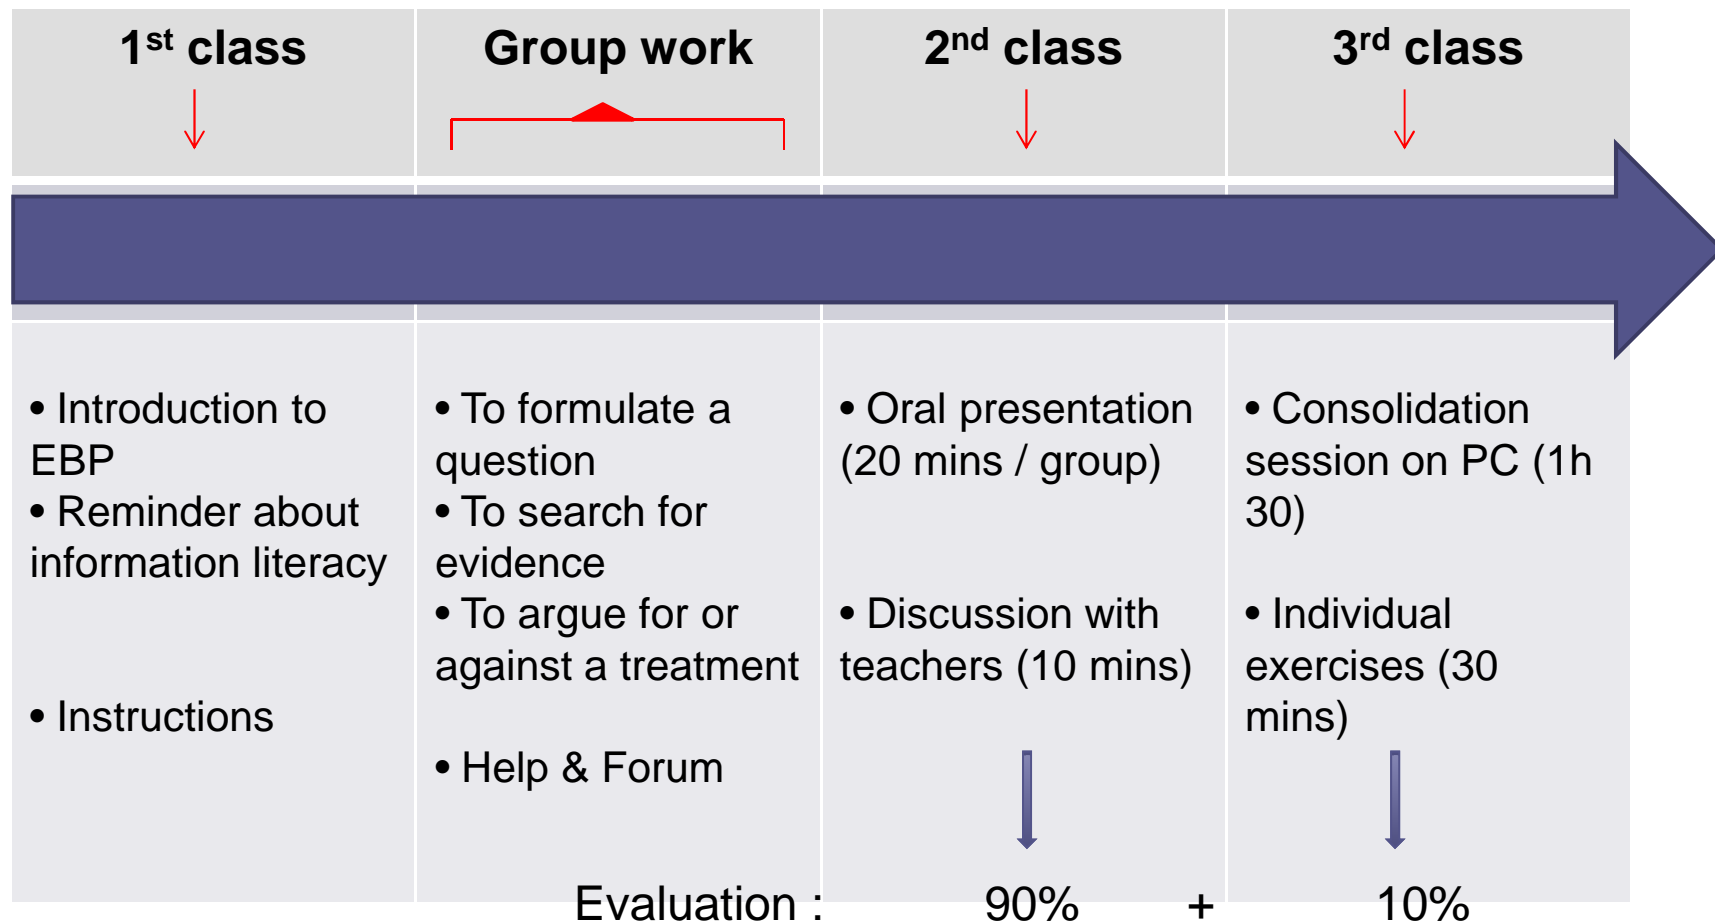 1st class
Group work
2nd class
3rd class
• Introduction to
EBP
• Reminder about
information literacy
• Instructions
• To formulate a
question
• To search for
evidence
• To argue for or
against a treatment
• Help & Forum
• Oral presentation
(20 mins / group)
• Discussion with
teachers (10 mins)
• Consolidation
session on PC (1h
30)
• Individual
exercises (30
mins)
Evaluation : 90% + 10%